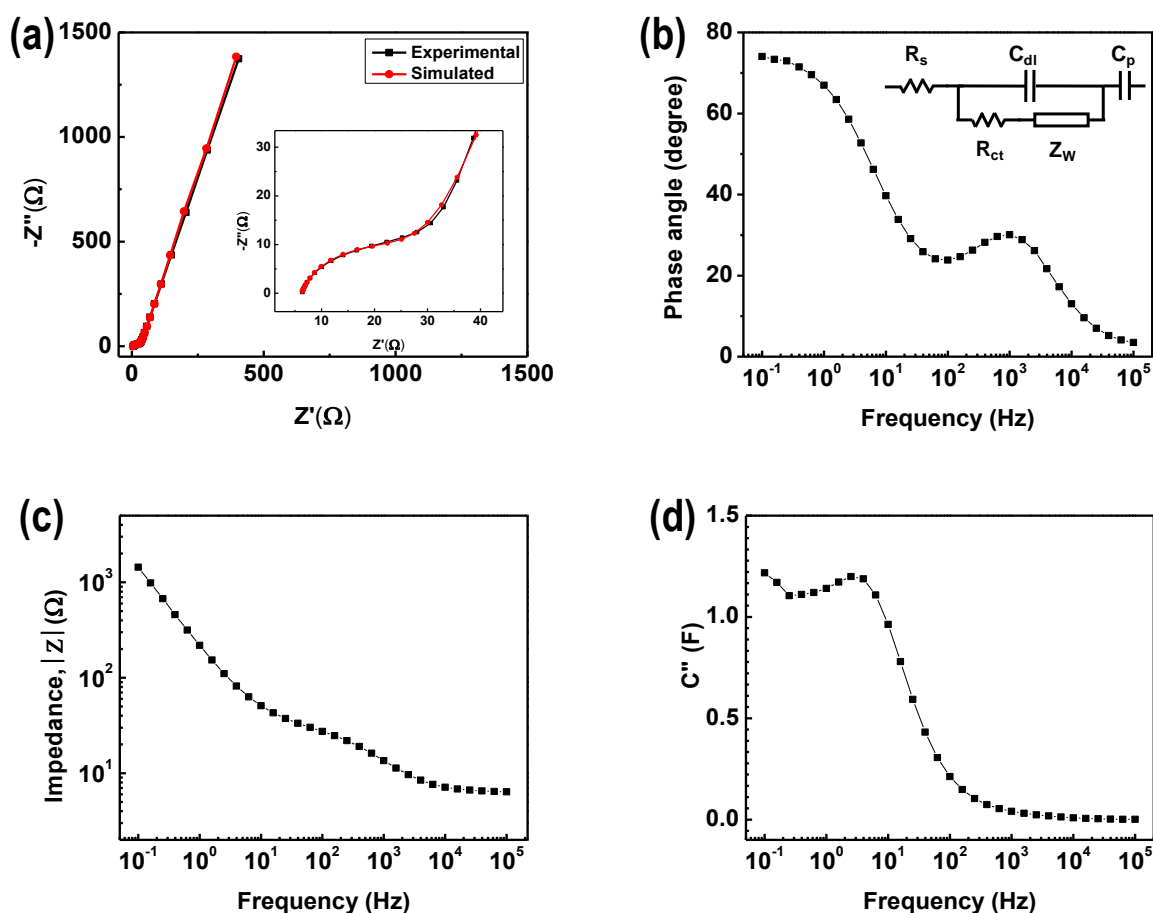 (a)
1500
1000
500
0
-Z''(Ω)
Experimental
Simulated
30
20
10
0
-Z''(Ω)
10 20 30 40
Z'(Ω)
0 500 1000 1500
Z'(Ω)
(b)
80
60
40
20
0
Phase angle (degree)
Rs Cdl Cp
Rct ZW
10⁻¹ 10⁰ 10¹ 10² 10³ 10⁴ 10⁵
Frequency (Hz)
(c)
10³
10²
10¹
Impedance, |Z| (Ω)
10⁻¹ 10⁰ 10¹ 10² 10³ 10⁴ 10⁵
Frequency (Hz)
(d)
1.5
1.0
0.5
0.0
C'' (F)
10⁻¹ 10⁰ 10¹ 10² 10³ 10⁴ 10⁵
Frequency (Hz)